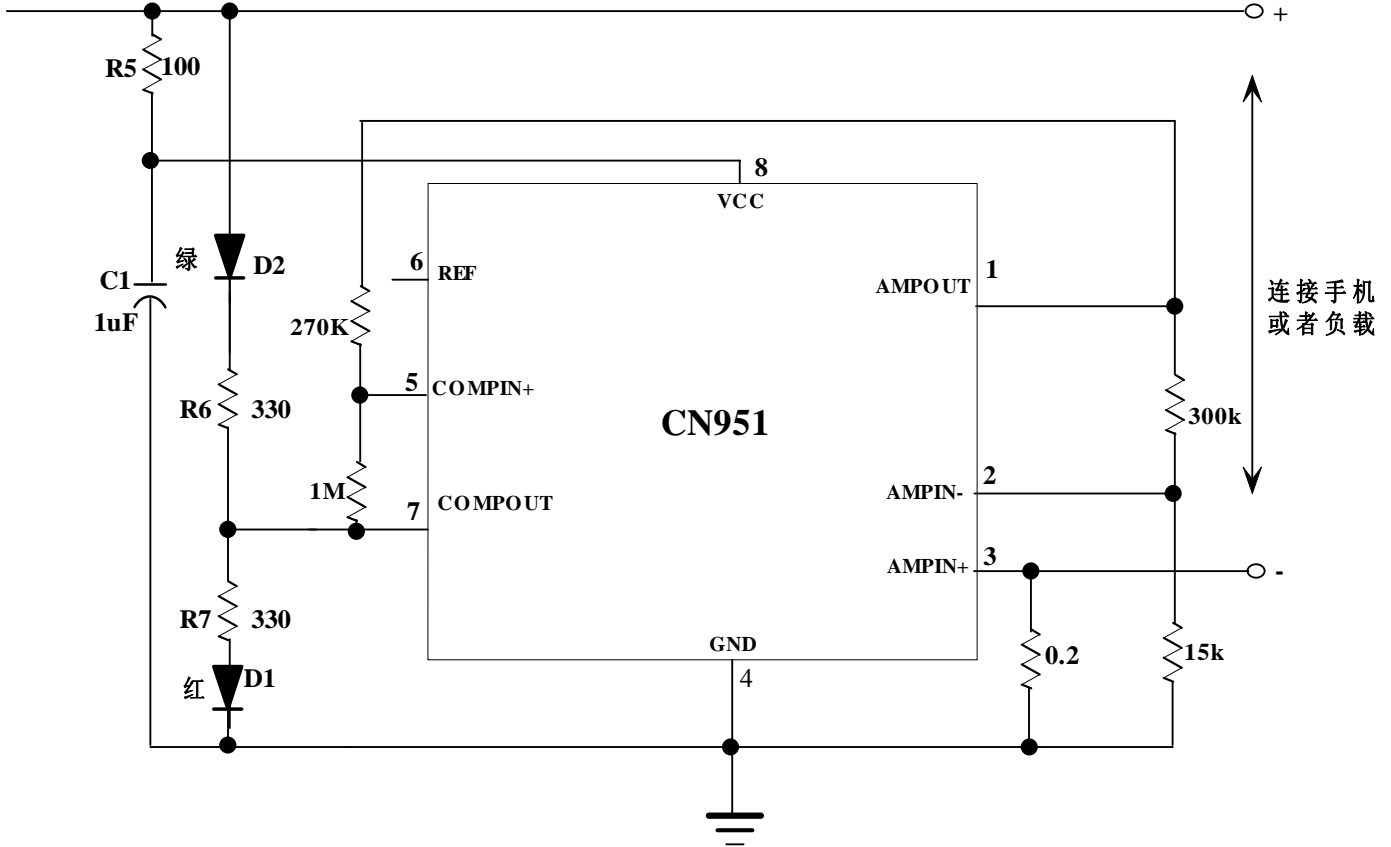 +
R5 100
8
VCC
绿 D2
C1
1uF
6 REF
1
AMPOUT
连接手机
或者负载
270K
5 COMPIN+
R6 330
CN951
300k
1M
7 COMPOUT
2
AMPIN-
3
AMPIN+
-
R7 330
GND
4
0.2
15k
红 D1